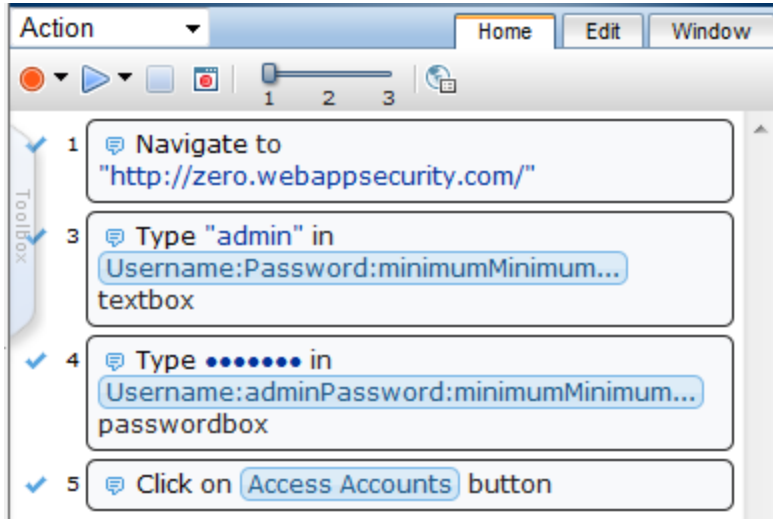 Action
Home Edit Window
1 2 3
ToolBox
1 Navigate to
"http://zero.webappsecurity.com/"
3 Type "admin" in
Username:Password:minimumMinimum...
textbox
4 Type ●●●●●●● in
Username:adminPassword:minimumMinimum...
passwordbox
5 Click on Access Accounts button